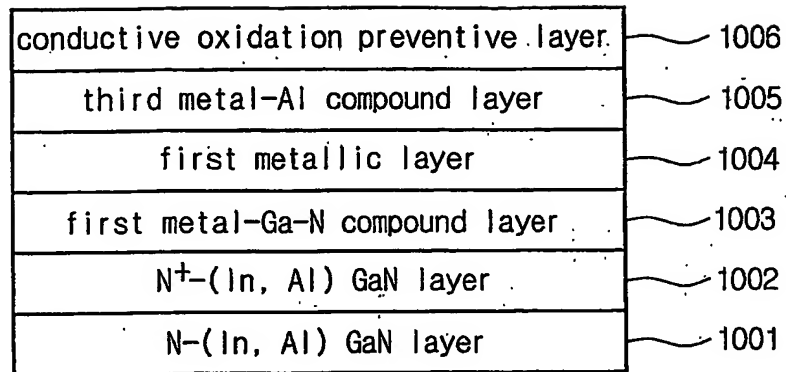 conductive oxidation preventive layer 1006
third metal-Al compound layer 1005
first metallic layer 1004
first metal-Ga-N compound layer 1003
N+-(In, Al) GaN layer 1002
N-(In, Al) GaN layer 1001